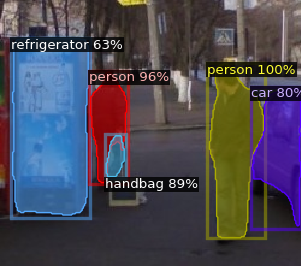 refrigerator 63%
person 96%
person 100%
car 80%
handbag 89%